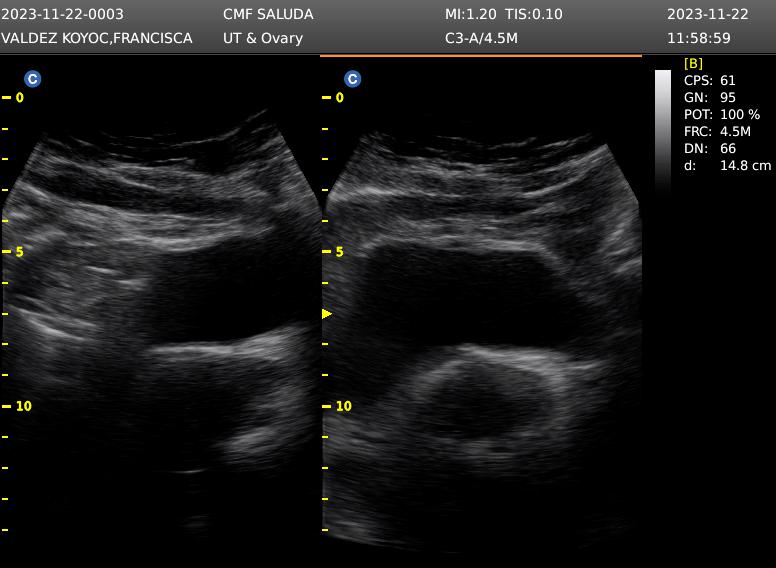 2023-11-22-0003 CMF SALUDA MI:1.20 TIS:0.10 2023-11-22
VALDEZ KOYOC,FRANCISCA UT & Ovary C3-A/4.5M 11:58:59
C C
0 0
5 5
10 10
[B]
CPS: 61
GN: 95
POT: 100 %
FRC: 4.5M
DN: 66
d: 14.8 cm